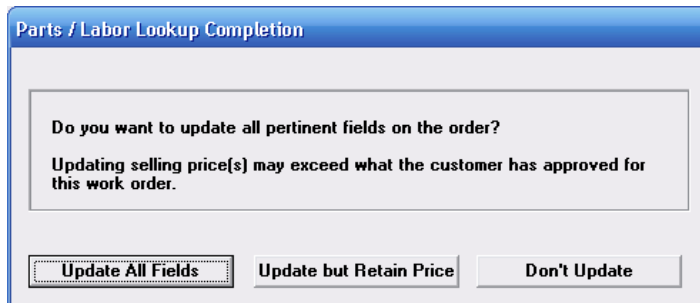 Parts / Labor Lookup Completion
Do you want to update all pertinent fields on the order?
Updating selling price(s) may exceed what the customer has approved for
this work order.
Update All Fields
Update but Retain Price
Don't Update